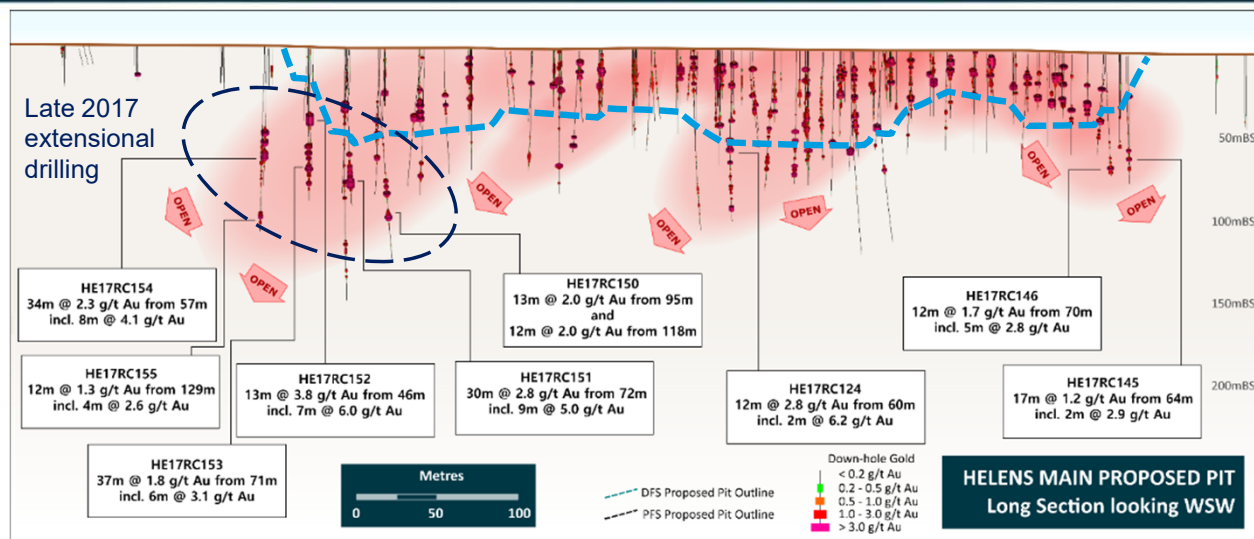 Late 2017
extensional
drilling
50mBS
100mBS
150mBS
200mBS
OPEN
OPEN
OPEN
OPEN
OPEN
OPEN
OPEN
HE17RC154
34m @ 2.3 g/t Au from 57m
incl. 8m @ 4.1 g/t Au
HE17RC155
12m @ 1.3 g/t Au from 129m
incl. 4m @ 2.6 g/t Au
HE17RC153
37m @ 1.8 g/t Au from 71m
incl. 6m @ 3.1 g/t Au
HE17RC152
13m @ 3.8 g/t Au from 46m
incl. 7m @ 6.0 g/t Au
HE17RC150
13m @ 2.0 g/t Au from 95m
and
12m @ 2.0 g/t Au from 118m
HE17RC151
30m @ 2.8 g/t Au from 72m
incl. 9m @ 5.0 g/t Au
HE17RC124
12m @ 2.8 g/t Au from 60m
incl. 2m @ 6.2 g/t Au
HE17RC146
12m @ 1.7 g/t Au from 70m
incl. 5m @ 2.8 g/t Au
HE17RC145
17m @ 1.2 g/t Au from 64m
incl. 2m @ 2.9 g/t Au
Metres
0 50 100
DFS Proposed Pit Outline
PFS Proposed Pit Outline
Down-hole Gold
< 0.2 g/t Au
0.2 - 0.5 g/t Au
0.5 - 1.0 g/t Au
1.0 - 3.0 g/t Au
> 3.0 g/t Au
HELENS MAIN PROPOSED PIT
Long Section looking WSW